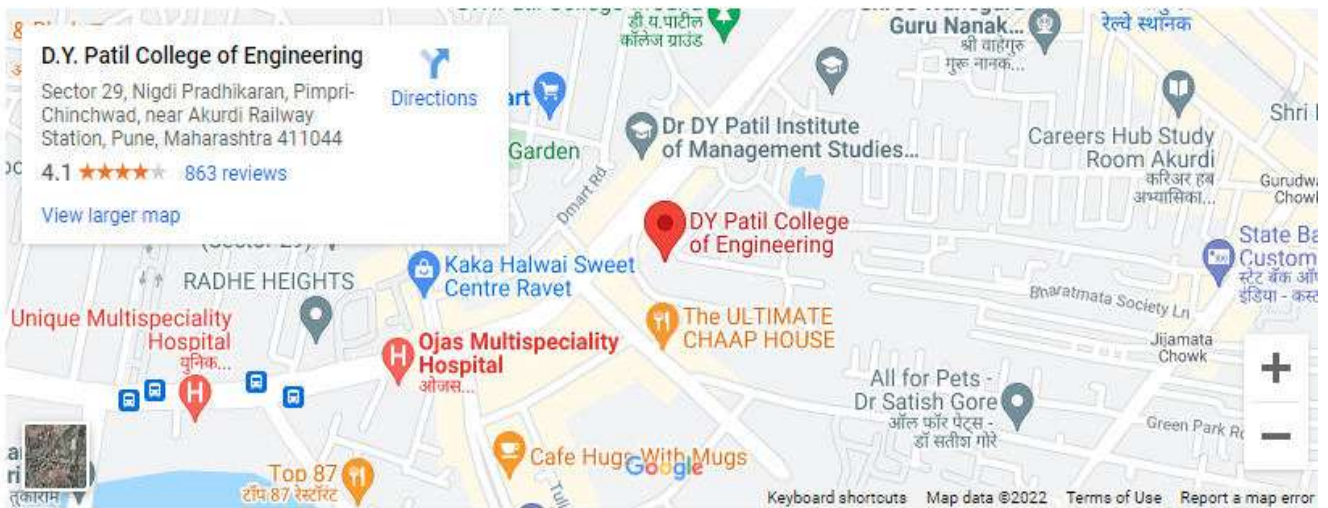 D.Y. Patil College of Engineering
Sector 29, Nigdi Pradhikaran, Pimpri-
Chinchwad, near Akurdi Railway
Station, Pune, Maharashtra 411044
4.1
863 reviews
View larger map
Directions
डी.य.पाटील
कॉलेज ग्राउंड
Guru Nanak...
श्री वाहेगुरु
गुरू नानक...
रेल्वे स्थानक
Garden
Dmart Rd
Dr DY Patil Institute
of Management Studies...
Careers Hub Study
Room Akurdi
करिअर हब
अभ्यासिका...
Shri
DY Patil College
of Engineering
State Ba
Custom
स्टेट बँक ऑफ
इंडिया - कस्ट
RADHE HEIGHTS
Kaka Halwai Sweet
Centre Ravet
Bharatmata Society Ln
Unique Multispeciality
Hospital
युनिक...
Ojas Multispeciality
Hospital
ओजस...
The ULTIMATE
CHAAP HOUSE
Jijamata
Chowk
All for Pets -
Dr Satish Gore
ऑल फॉर पेट्स -
डॉ सतीश गोरे
Green Park
Top 87
टॉप 87 रेस्टॉरंट
Cafe Hugs With Mugs
Google
तुकाराम
Keyboard shortcuts
Map data ©2022
Terms of Use
Report a map error